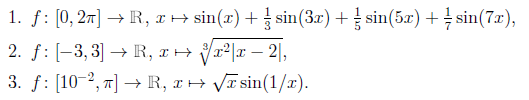 1. f: [0, 2π] → ℝ, x ↦ sin(x) + 1/3 sin(3x) + 1/5 sin(5x) + 1/7 sin(7x),
2. f: [−3, 3] → ℝ, x ↦ ∛(x²|x − 2|),
3. f: [10⁻², π] → ℝ, x ↦ √x sin(1/x).